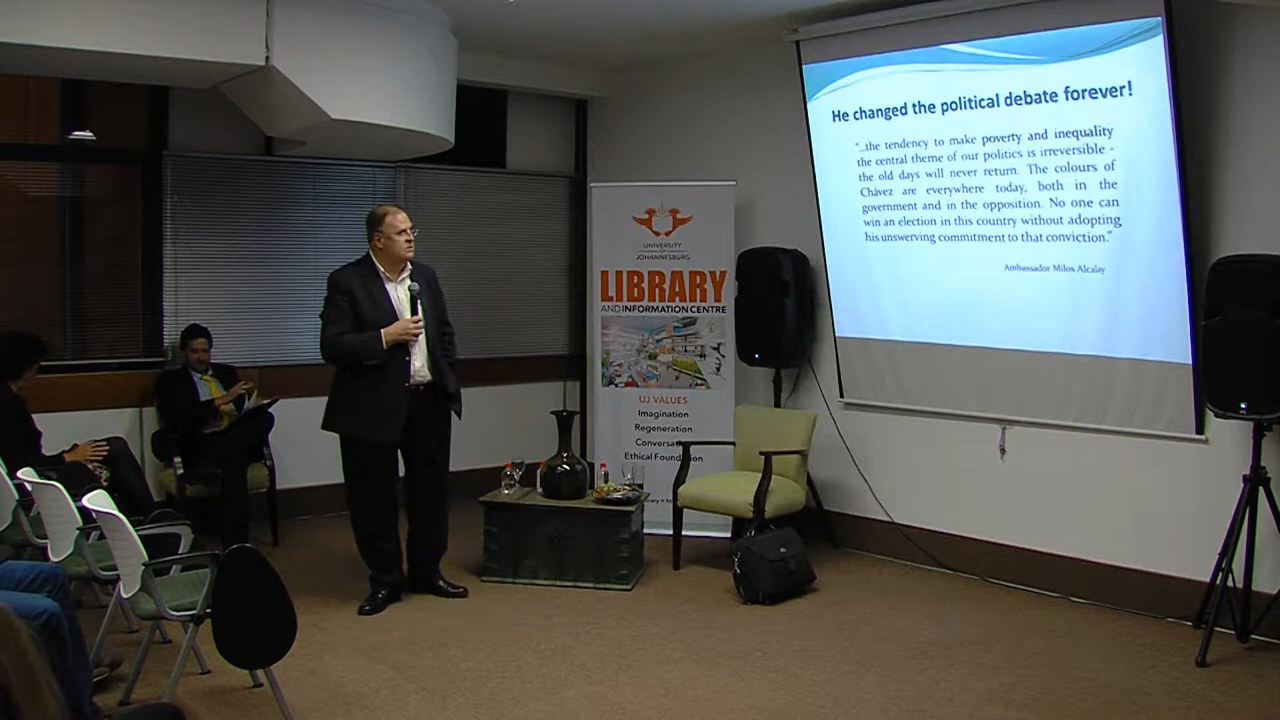 He changed the political debate forever!
"...the tendency to make poverty and inequality
the central theme of our politics is irreversible -
the old days will never return. The colours of
Chávez are everywhere today, both in the
government and in the opposition. No one can
win an election in this country without adopting
his unswerving commitment to that conviction."
Ambassador Milos Alcalay
UNIVERSITY
OF
JOHANNESBURG
LIBRARY
AND INFORMATION CENTRE
UJ VALUES
Imagination
Regeneration
Ethical